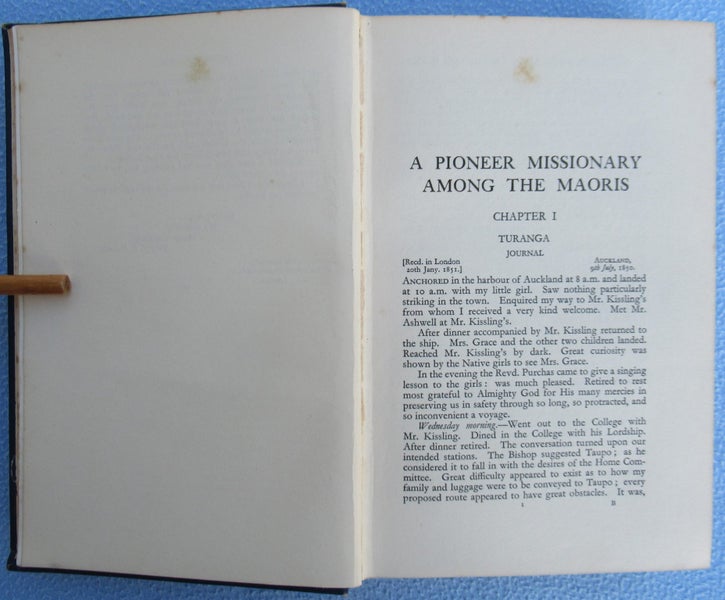 A PIONEER MISSIONARY
AMONG THE MAORIS
CHAPTER I
TURANGA
JOURNAL
[Recd. in London
20th Jany. 1851.]
AUCKLAND,
9th July, 1850.
ANCHORED in the harbour of Auckland at 8 a.m. and landed
at 10 a.m. with my little girl. Saw nothing particularly
striking in the town. Enquired my way to Mr. Kissling's
from whom I received a very kind welcome. Met Mr.
Ashwell at Mr. Kissling's.
After dinner accompanied by Mr. Kissling returned to
the ship. Mrs. Grace and the other two children landed.
Reached Mr. Kissling's by dark. Great curiosity was
shown by the Native girls to see Mrs. Grace.
In the evening the Revd. Purchas came to give a singing
lesson to the girls: was much pleased. Retired to rest
most grateful to Almighty God for His many mercies in
preserving us in safety through so long, so protracted, and
so inconvenient a voyage.
Wednesday morning.—Went out to the College with
Mr. Kissling. Dined in the College with his Lordship.
After dinner retired. The conversation turned upon our
intended stations. The Bishop suggested Taupo; as he
considered it to fall in with the desires of the Home Com-
mittee. Great difficulty appeared to exist as to how my
family and luggage were to be conveyed to Taupo; every
proposed route appeared to have great obstacles. It was,
1 B